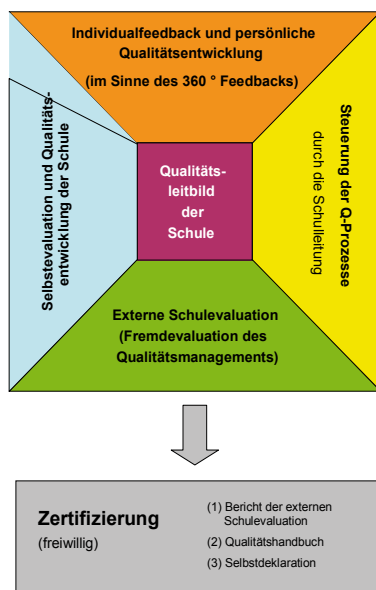 Individualfeedback und persönliche
Qualitätsentwicklung
(im Sinne des 360 ° Feedbacks)
Selbstevaluation und Qualitäts-
entwicklung der Schule
Qualitäts-
leitbild
der
Schule
Steuerung der Q-Prozesse
durch die Schulleitung
Externe Schulevaluation
(Fremdevaluation des
Qualitätsmanagements)
Zertifizierung
(freiwillig)
(1) Bericht der externen
Schulevaluation
(2) Qualitätshandbuch
(3) Selbstdeklaration